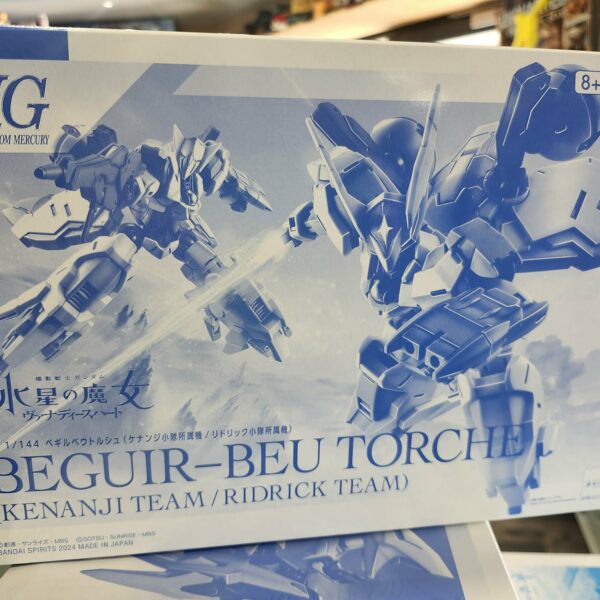 HG
FROM MERCURY
8+
機動戦士ガンダム
水星の魔女
ヴァナディースハート
1/144 ベギルベウトルシュ(ケナンジ小隊所属機/リドリック小隊所属機)
BEGUIR-BEU TORCHE
(KENANJI TEAM/RIDRICK TEAM)
©創通・サンライズ・MBS ©SOTSU・SUNRISE・MBS
BANDAI SPIRITS 2024 MADE IN JAPAN